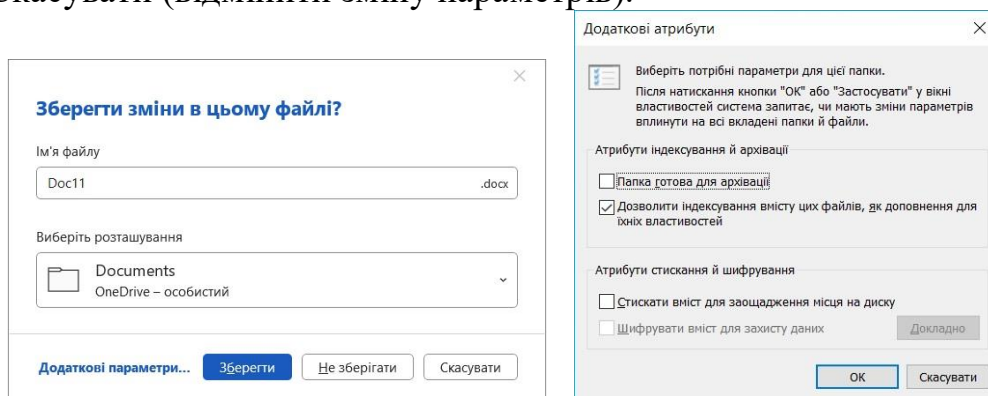 (відмінити зміну параметрів).
Зберегти зміни в цьому файлі?
Ім'я файлу
Doc11
.docx
Виберіть розташування
Documents
OneDrive – особистий
Додаткові параметри...
Зберегти
Не зберігати
Скасувати
Додаткові атрибути
Виберіть потрібні параметри для цієї папки.
Після натискання кнопки "ОК" або "Застосувати" у вікні
властивостей система запитає, чи мають зміни параметрів
вплинути на всі вкладені папки й файли.
Атрибути індексування й архівації
Папка готова для архівації
Дозволити індексування вмісту цих файлів, як доповнення для
їхніх властивостей
Атрибути стискання й шифрування
Стискати вміст для заощадження місця на диску
Шифрувати вміст для захисту даних
Докладно
ОК
Скасувати